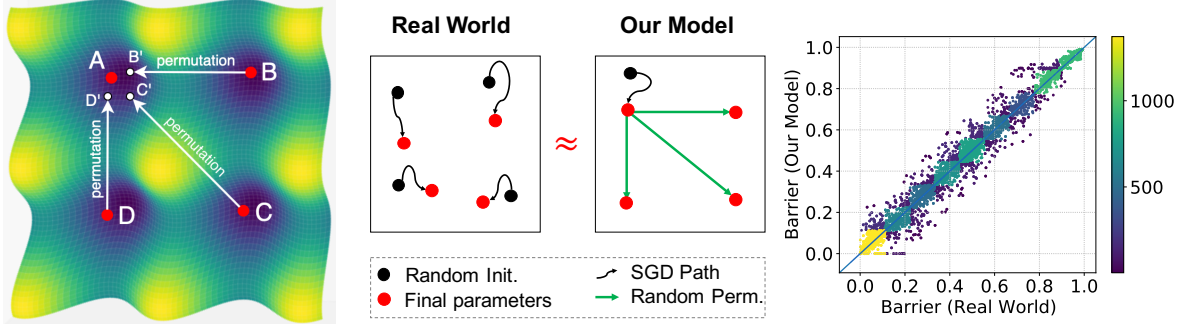 A
B'
permutation
B
D'
C'
permutation
permutation
D
C
Real World
Our Model
≈
Random Init.
SGD Path
Final parameters
Random Perm.
Barrier (Our Model)
1.0
0.8
0.6
0.4
0.2
0.0
0.0 0.2 0.4 0.6 0.8 1.0
Barrier (Real World)
1000
500